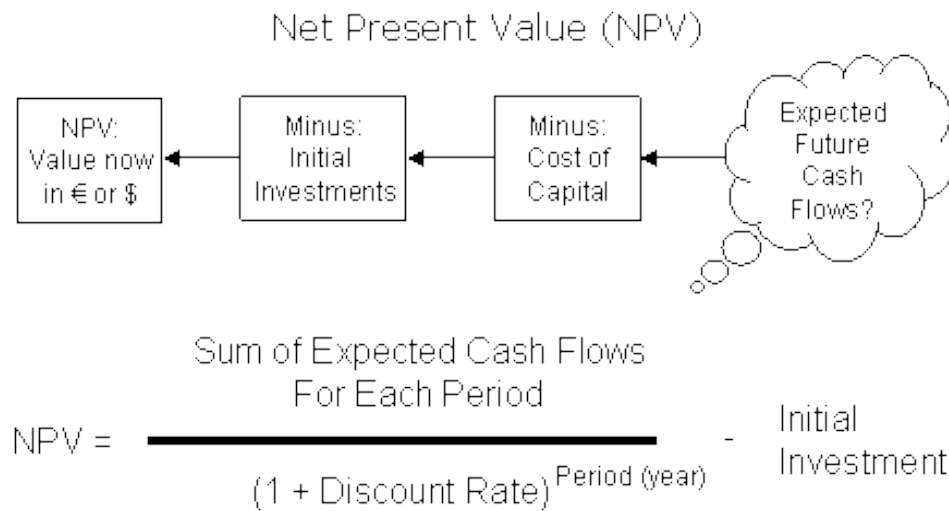 Net Present Value (NPV)
NPV:
Value now
in € or $
Minus:
Initial
Investments
Minus:
Cost of
Capital
Expected
Future
Cash
Flows?
Sum of Expected Cash Flows
For Each Period
NPV =
(1 + Discount Rate)^Period (year)
-
Initial
Investment